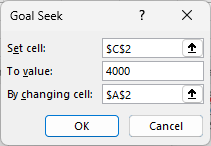 Goal Seek ? ×
Set cell: $C$2
To value: 4000
By changing cell: $A$2
OK Cancel